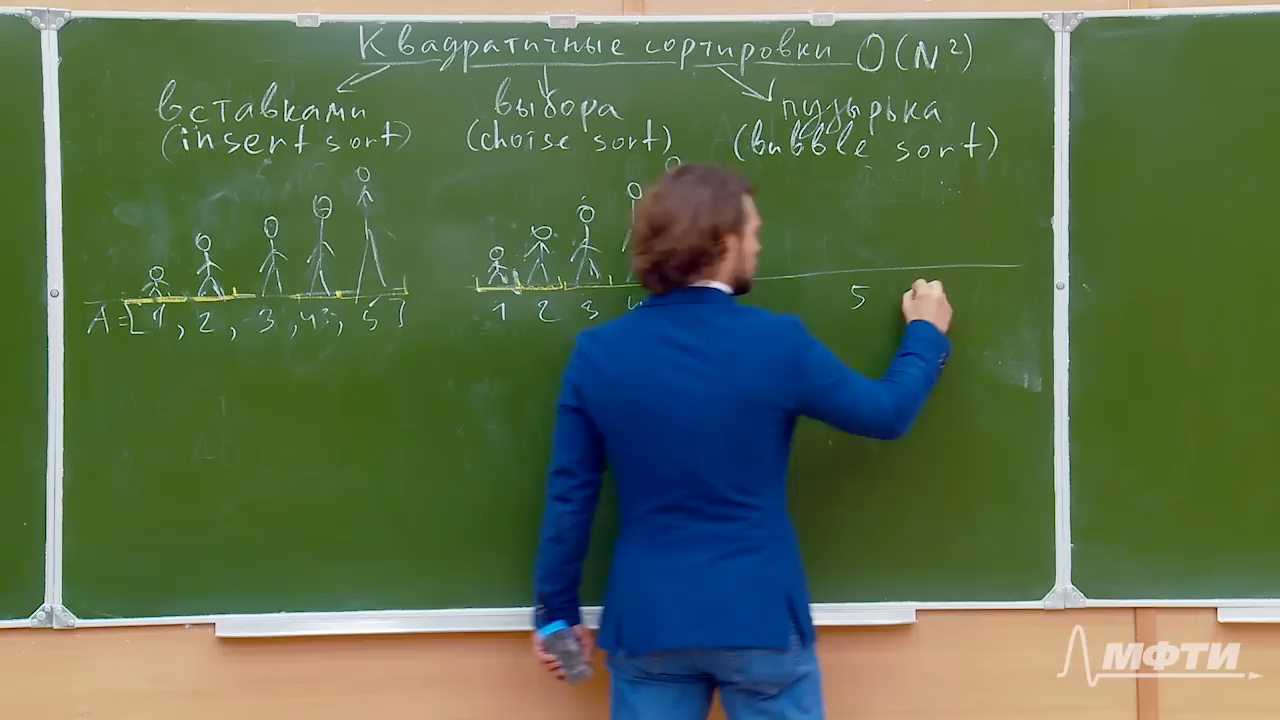 Квадратичные сортировки O(N²)
вставками
(insert sort)
выбора
(choise sort)
пузырька
(bubble sort)
A=[1, 2, 3, 4, 5]
1 2 3 4
5
МФТИ